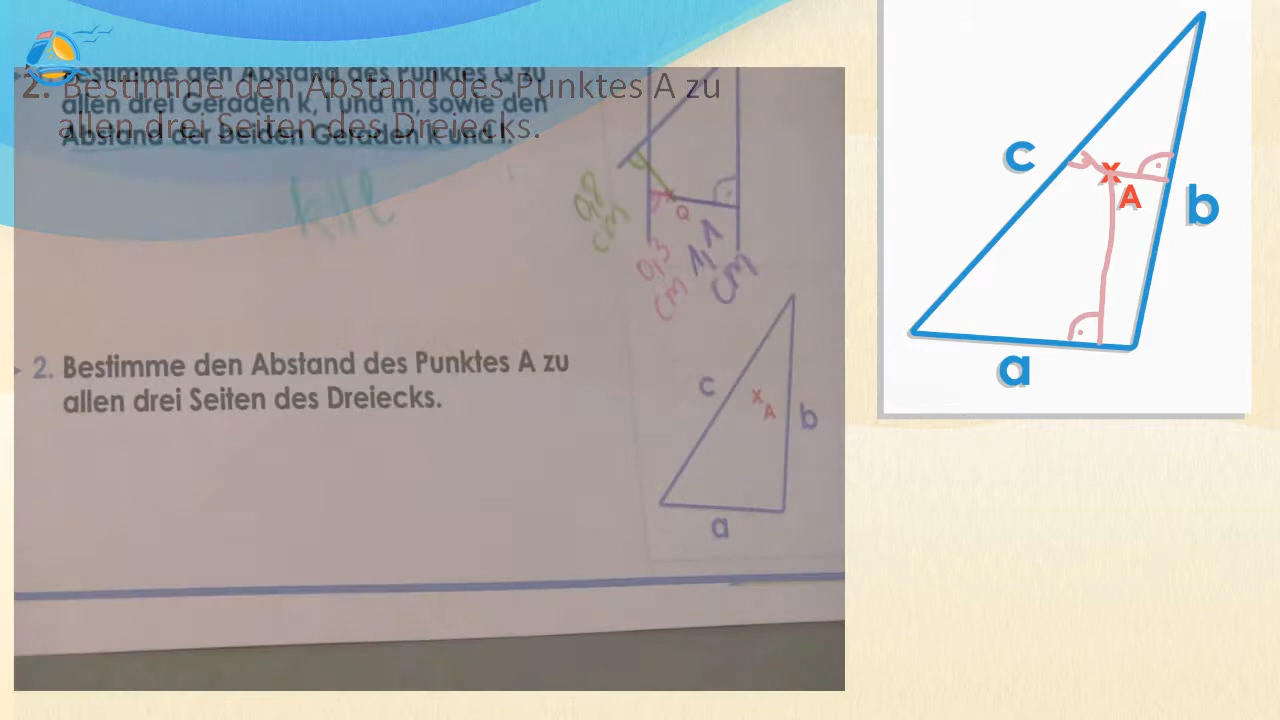 2. Bestimme den Abstand des Punktes A zu
allen drei Seiten des Dreiecks.
Bestimme den Abstand des Punktes Q zu
allen drei Geraden k, l und m, sowie den
Abstand der beiden Geraden k und l.
k || l
0,8 cm
0,3 cm
1,1 cm
Q
2. Bestimme den Abstand des Punktes A zu
allen drei Seiten des Dreiecks.
c
x
A
b
a
c
x
A
b
a